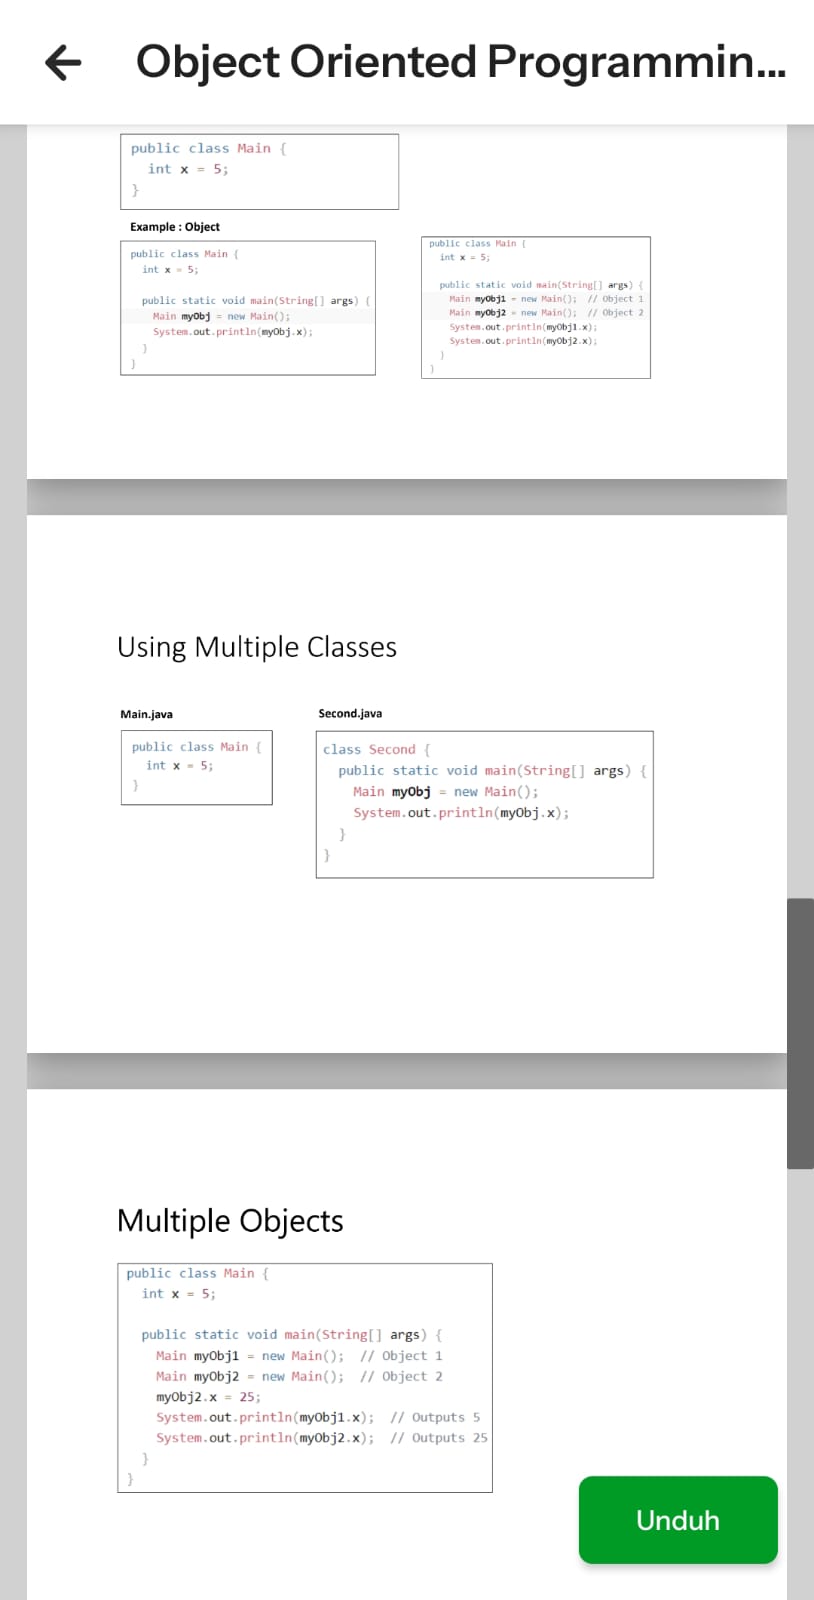 Object Oriented Programmin...
public class Main {
int x = 5;
}
Example : Object
public class Main {
int x = 5;
public static void main(String[] args) {
Main myObj = new Main();
System.out.println(myObj.x);
}
}
public class Main {
int x = 5;
public static void main(String[] args) {
Main myObj1 = new Main(); // Object 1
Main myObj2 = new Main(); // Object 2
System.out.println(myObj1.x);
System.out.println(myObj2.x);
}
}
Using Multiple Classes
Main.java
public class Main {
int x = 5;
}
Second.java
class Second {
public static void main(String[] args) {
Main myObj = new Main();
System.out.println(myObj.x);
}
}
Multiple Objects
public class Main {
int x = 5;
public static void main(String[] args) {
Main myObj1 = new Main(); // Object 1
Main myObj2 = new Main(); // Object 2
myObj2.x = 25;
System.out.println(myObj1.x); // Outputs 5
System.out.println(myObj2.x); // Outputs 25
}
}
Unduh